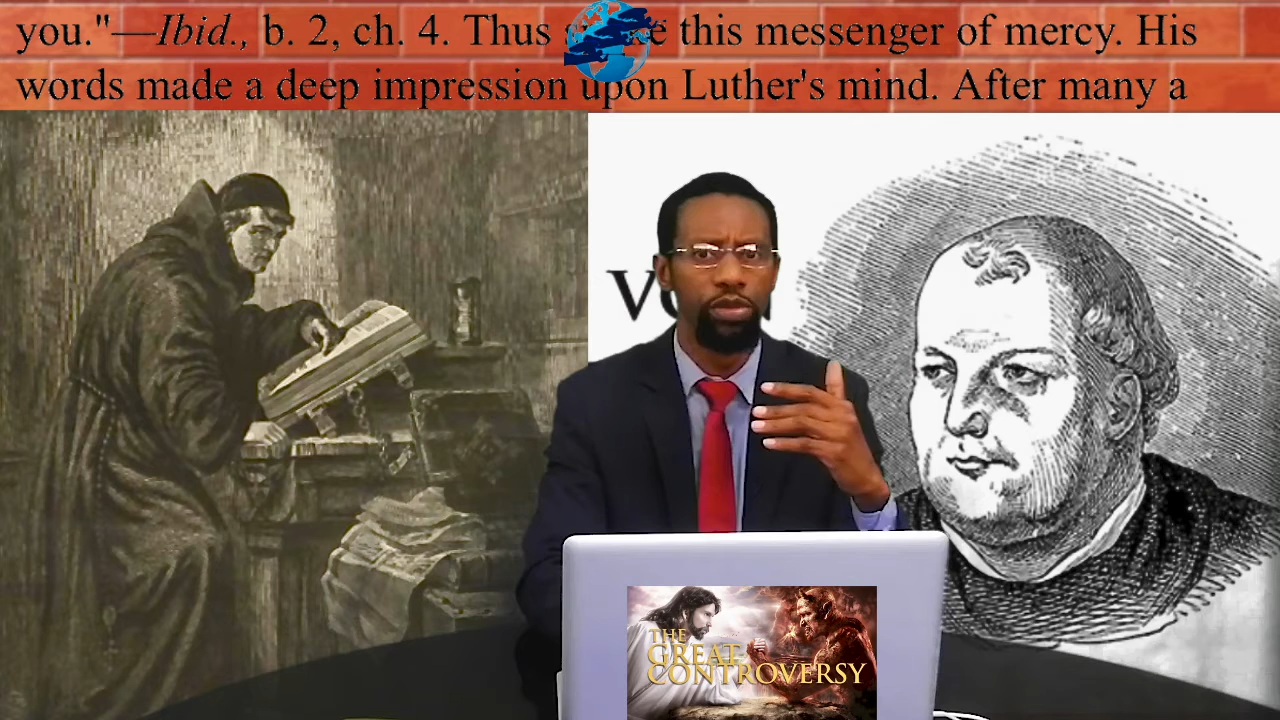 you."—Ibid., b. 2, ch. 4. Thus this messenger of mercy. His
words made a deep impression upon Luther's mind. After many a
THE
GREAT
CONTROVERSY